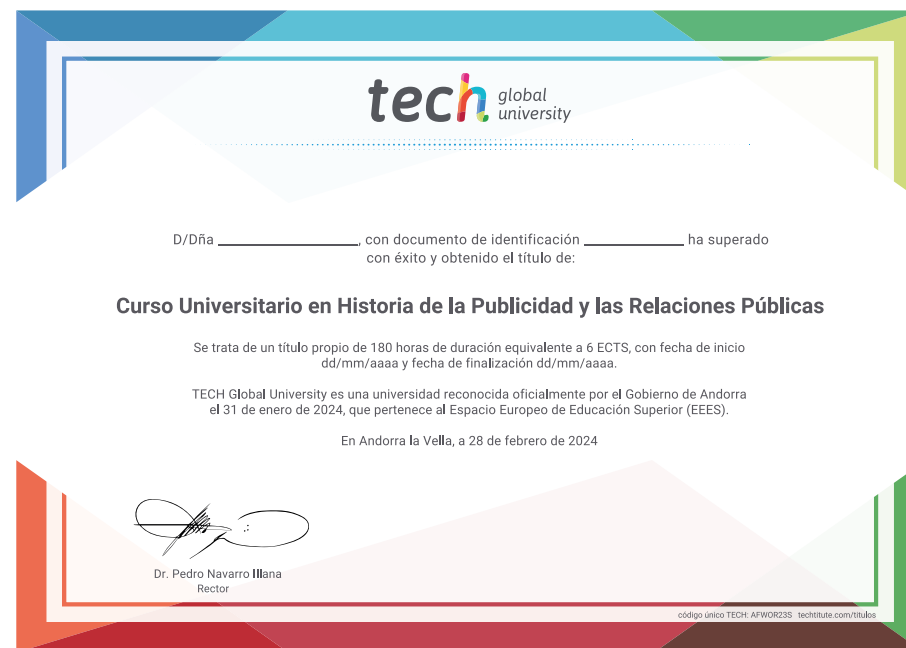 tech global university
D/Dña ____________, con documento de identificación ____________ ha superado
con éxito y obtenido el título de:
Curso Universitario en Historia de la Publicidad y las Relaciones Públicas
Se trata de un título propio de 180 horas de duración equivalente a 6 ECTS, con fecha de inicio
dd/mm/aaaa y fecha de finalización dd/mm/aaaa.
TECH Global University es una universidad reconocida oficialmente por el Gobierno de Andorra
el 31 de enero de 2024, que pertenece al Espacio Europeo de Educación Superior (EEES).
En Andorra la Vella, a 28 de febrero de 2024
Dr. Pedro Navarro Illana
Rector
código único TECH: AFWOR23S techtitute.com/titulos